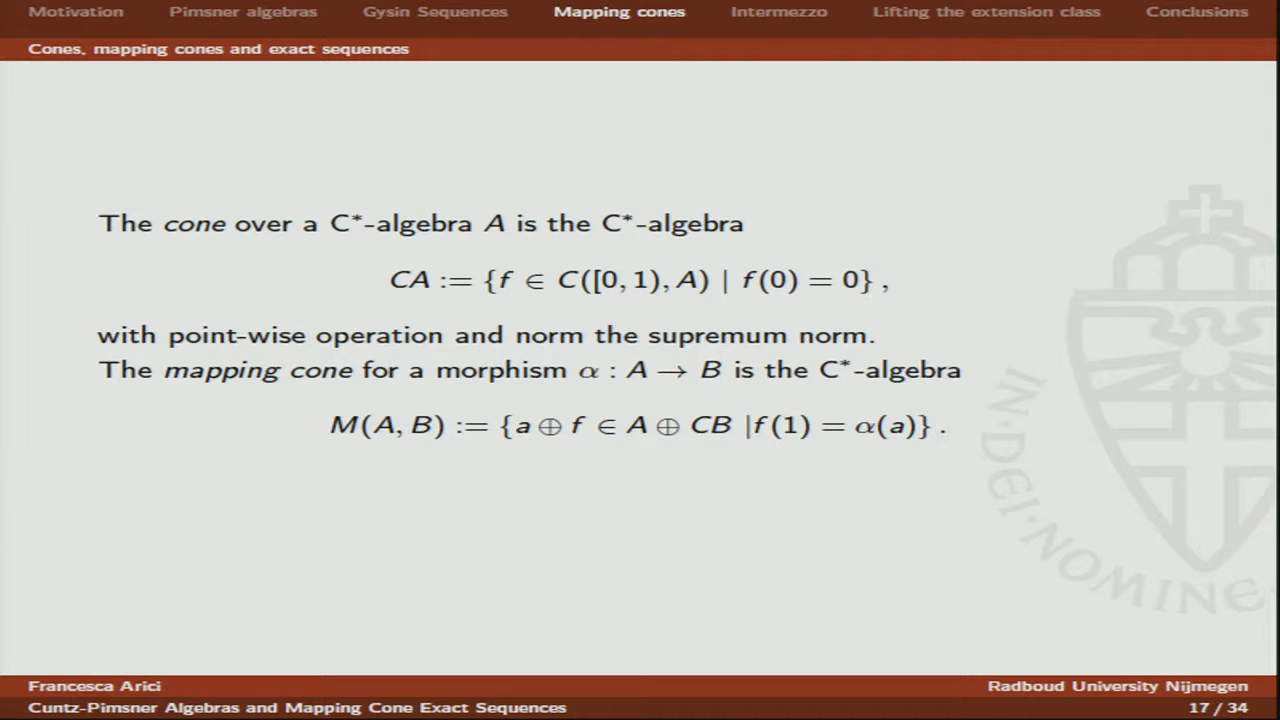 Motivation Pimsner algebras Gysin Sequences Mapping cones Intermezzo Lifting the extension class Conclusions
Cones, mapping cones and exact sequences
The cone over a C*-algebra A is the C*-algebra
CA := {f ∈ C([0, 1), A) | f(0) = 0} ,
with point-wise operation and norm the supremum norm.
The mapping cone for a morphism α : A → B is the C*-algebra
M(A, B) := {a ⊕ f ∈ A ⊕ CB |f(1) = α(a)} .
IN·DEI·NOMINE·
Francesca Arici Radboud University Nijmegen
Cuntz-Pimsner Algebras and Mapping Cone Exact Sequences 17 / 34